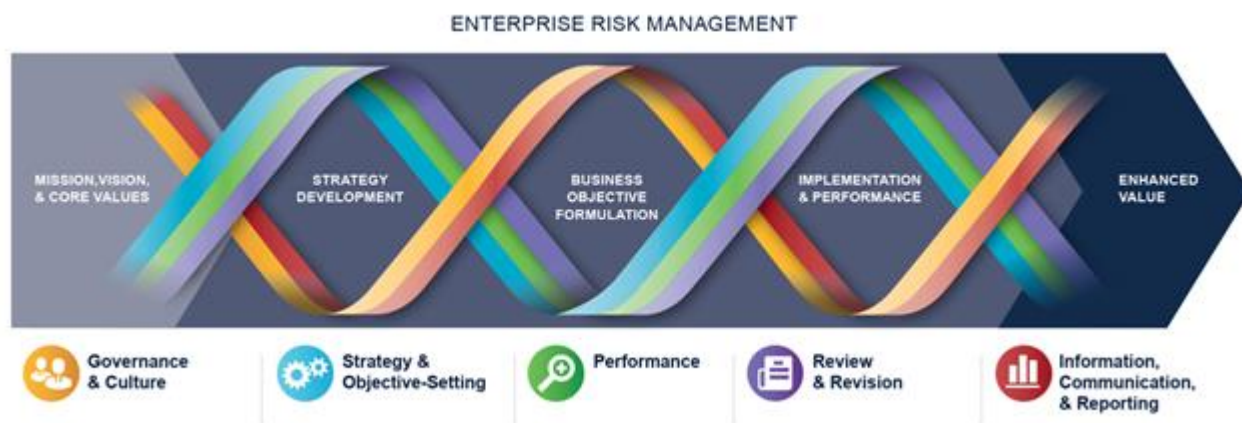 ENTERPRISE RISK MANAGEMENT
MISSION,VISION,
& CORE VALUES
STRATEGY
DEVELOPMENT
BUSINESS
OBJECTIVE
FORMULATION
IMPLEMENTATION
& PERFORMANCE
ENHANCED
VALUE
Governance
& Culture
Strategy &
Objective-Setting
Performance
Review
& Revision
Information,
Communication,
& Reporting